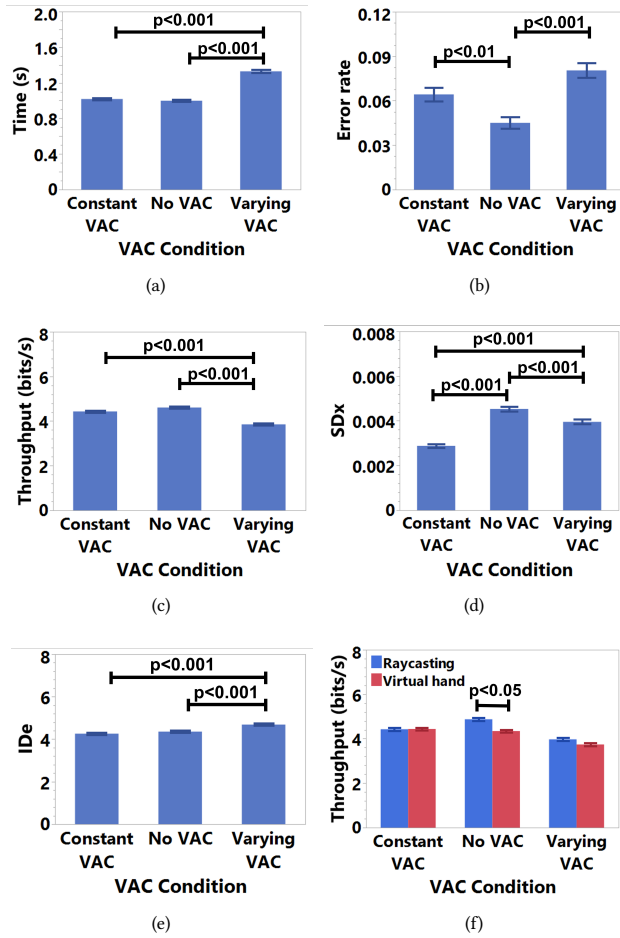 2.0
1.6
1.2
0.8
0.4
0
Time (s)
p<0.001
p<0.001
Constant VAC
No VAC
Varying VAC
VAC Condition
(a)
0.12
0.09
0.06
0.03
0
Error rate
p<0.01
p<0.001
Constant VAC
No VAC
Varying VAC
VAC Condition
(b)
8
6
4
2
0
Throughput (bits/s)
p<0.001
p<0.001
Constant VAC
No VAC
Varying VAC
VAC Condition
(c)
0.008
0.006
0.004
0.002
0.000
SDx
p<0.001
p<0.001
p<0.001
Constant VAC
No VAC
Varying VAC
VAC Condition
(d)
8
6
4
2
0
IDe
p<0.001
p<0.001
Constant VAC
No VAC
Varying VAC
VAC Condition
(e)
8
6
4
2
0
Throughput (bits/s)
Raycasting
Virtual hand
p<0.05
Constant VAC
No VAC
Varying VAC
VAC Condition
(f)